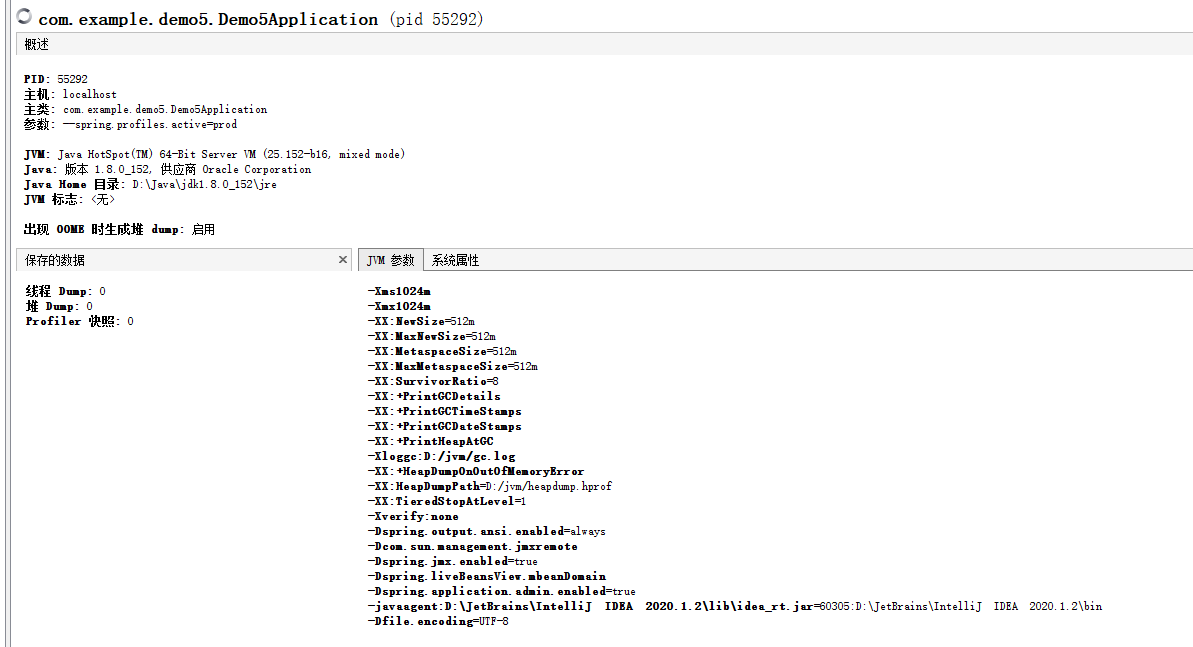 com.example.demo5.Demo5Application (pid 55292)
概述
PID: 55292
主机: localhost
主类: com.example.demo5.Demo5Application
参数: --spring.profiles.active=prod
JVM: Java HotSpot(TM) 64-Bit Server VM (25.152-b16, mixed mode)
Java: 版本 1.8.0_152, 供应商 Oracle Corporation
Java Home 目录: D:\Java\jdk1.8.0_152\jre
JVM 标志: <无>
出现 OOME 时生成堆 dump: 启用
保存的数据
线程 Dump: 0
堆 Dump: 0
Profiler 快照: 0
JVM 参数 系统属性
-Xms1024m
-Xmx1024m
-XX:NewSize=512m
-XX:MaxNewSize=512m
-XX:MetaspaceSize=512m
-XX:MaxMetaspaceSize=512m
-XX:SurvivorRatio=8
-XX:+PrintGCDetails
-XX:+PrintGCTimeStamps
-XX:+PrintGCDateStamps
-XX:+PrintHeapAtGC
-Xloggc:D:/jvm/gc.log
-XX:+HeapDumpOnOutOfMemoryError
-XX:HeapDumpPath=D:/jvm/heapdump.hprof
-XX:TieredStopAtLevel=1
-Xverify:none
-Dspring.output.ansi.enabled=always
-Dcom.sun.management.jmxremote
-Dspring.jmx.enabled=true
-Dspring.liveBeansView.mbeanDomain
-Dspring.application.admin.enabled=true
-javaagent:D:\JetBrains\IntelliJ IDEA 2020.1.2\lib\idea_rt.jar=60305:D:\JetBrains\IntelliJ IDEA 2020.1.2\bin
-Dfile.encoding=UTF-8